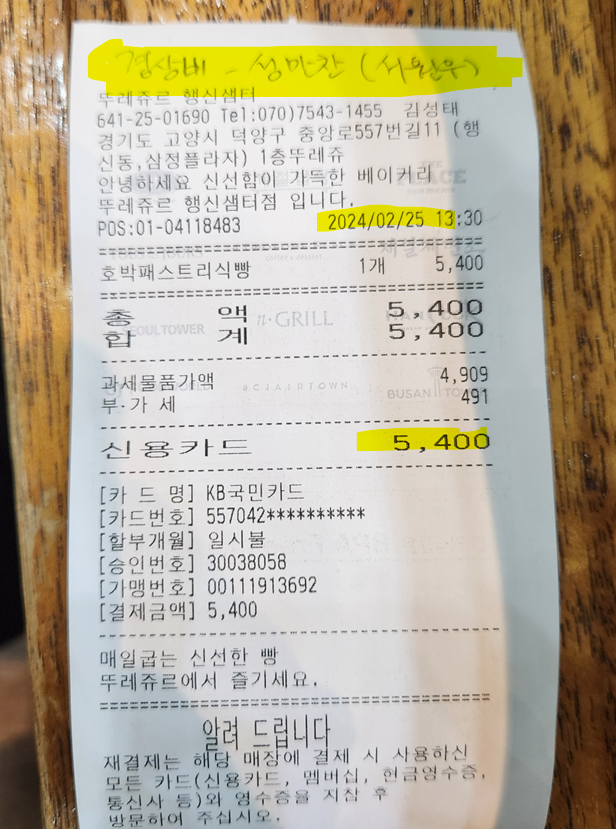 경상비 - 성만찬 (서완우)
뚜레쥬르 행신샘터
641-25-01690 Tel:070)7543-1455 김성태
경기도 고양시 덕양구 중앙로557번길11 (행
신동,삼정플라자) 1층뚜레쥬
안녕하세요 신선함이 가득한 베이커리
뚜레쥬르 행신샘터점 입니다.
POS:01-04118483 2024/02/25 13:30
호박패스트리식빵 1개 5,400
총 액 5,400
합 계 5,400
SEOULTOWER n·GRILL
과세물품가액 4,909
#CJAIRTOWN BUSAN
부·가 세 491
신용카드 5,400
[카 드 명] KB국민카드
[카드번호] 557042**********
[할부개월] 일시불
[승인번호] 30038058
[가맹번호] 00111913692
[결제금액] 5,400
매일굽는 신선한 빵
뚜레쥬르에서 즐기세요.
알려 드립니다
재결제는 해당 매장에 결제 시 사용하신
모든 카드(신용카드, 멤버십, 현금영수증,
통신사 등)와 영수증을 지참 후
방문하여 주십시오.